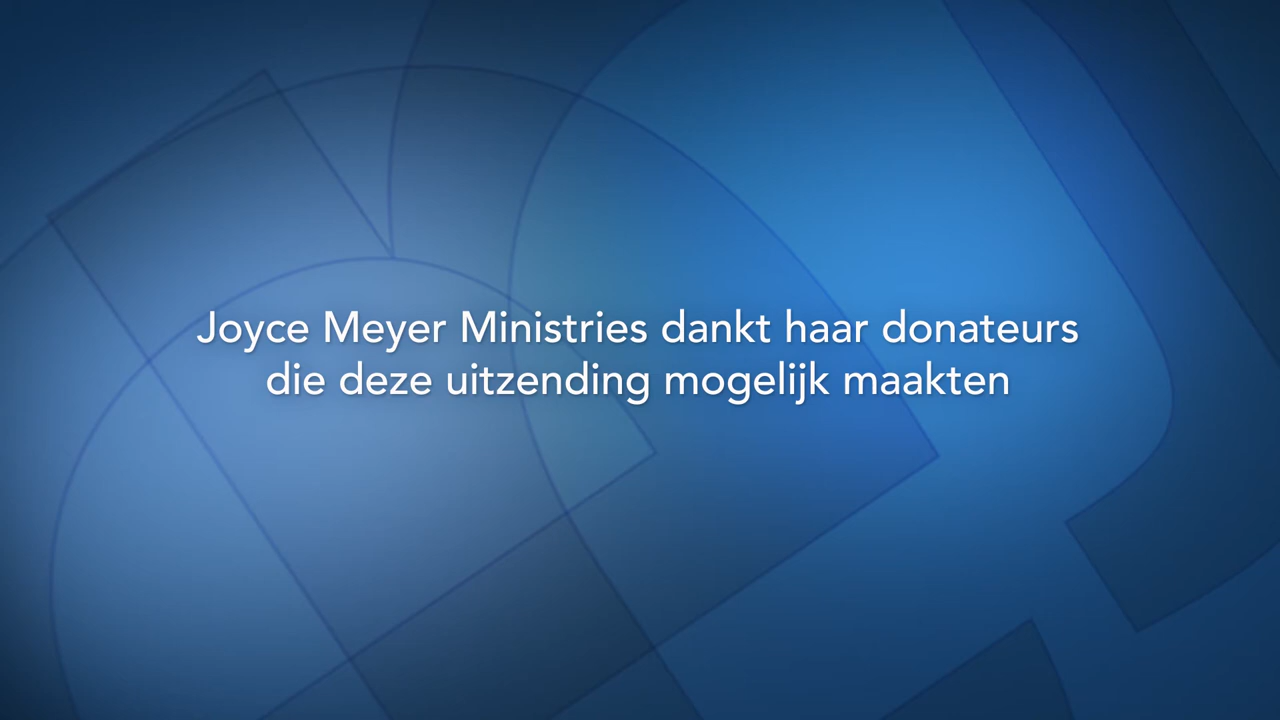 Joyce Meyer Ministries dankt haar donateurs
die deze uitzending mogelijk maakten